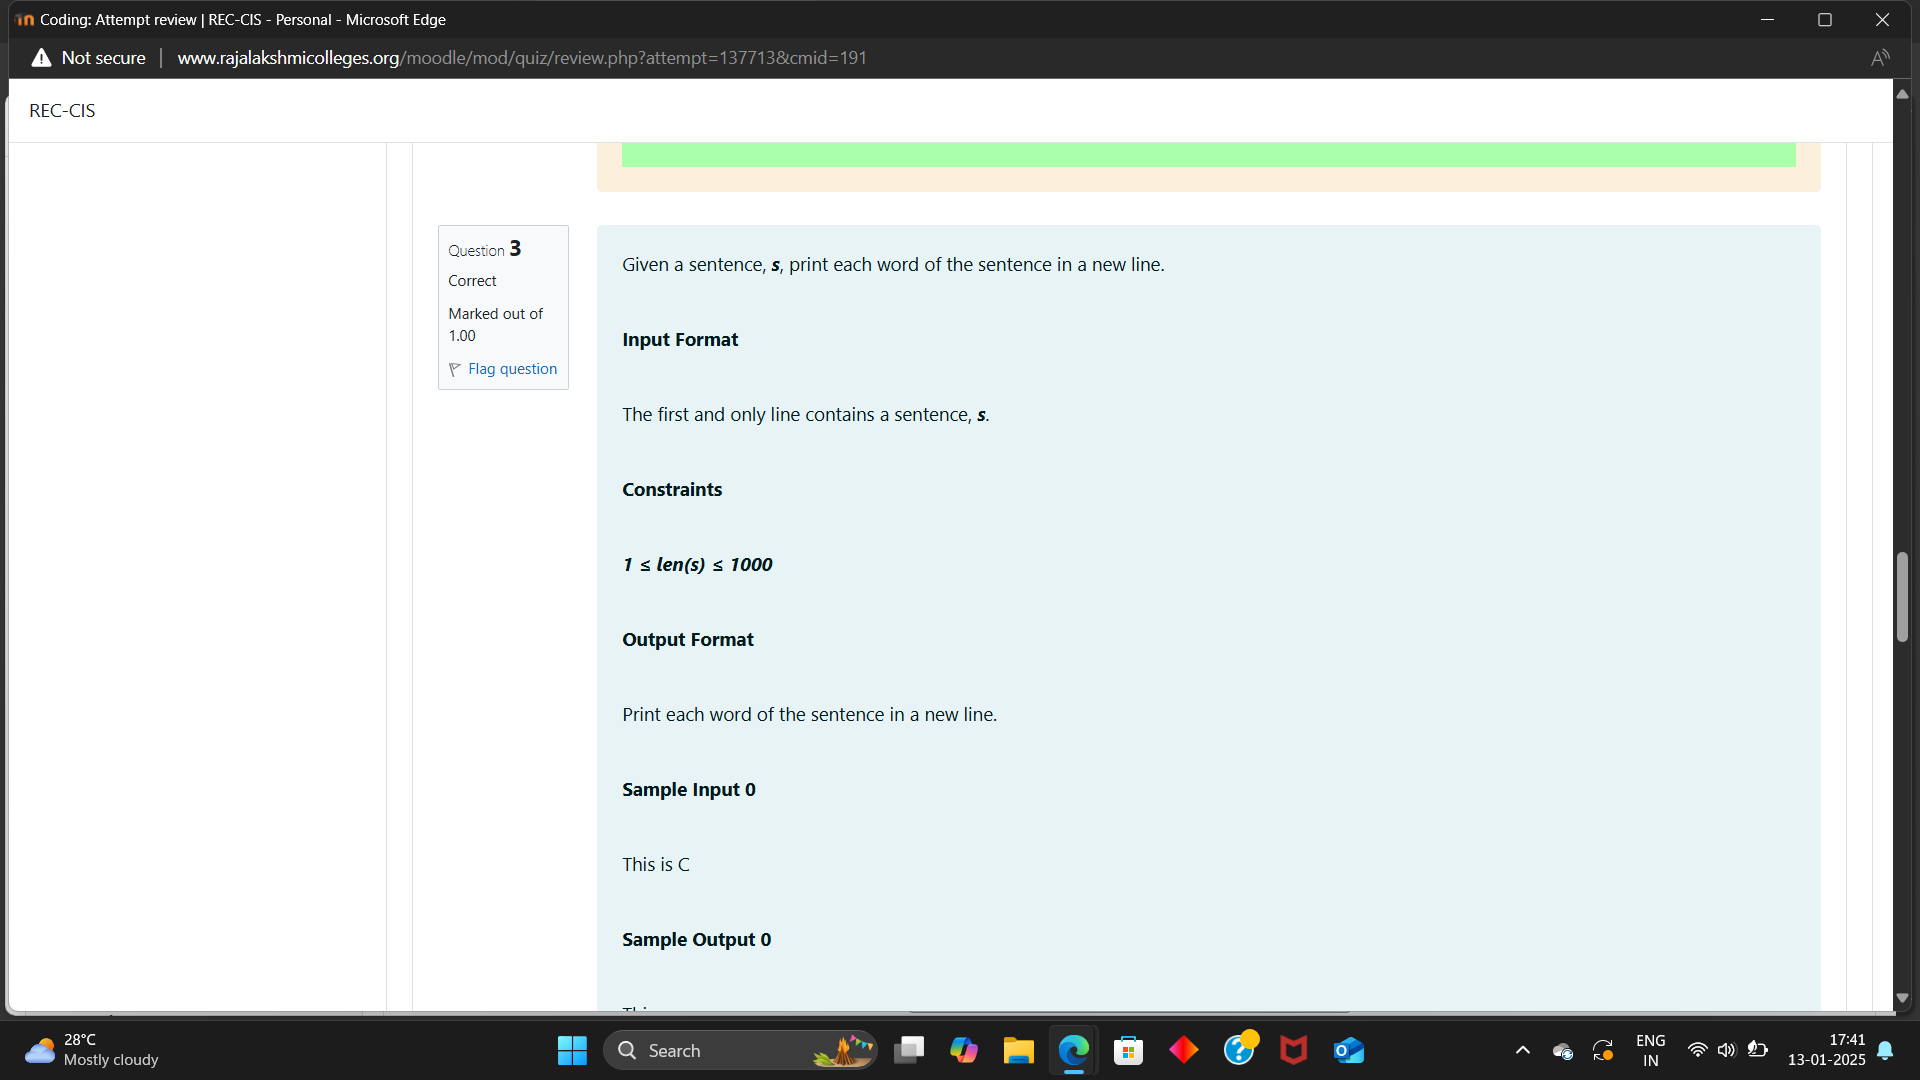 Coding: Attempt review | REC-CIS - Personal - Microsoft Edge
Not secure | www.rajalakshmicolleges.org/moodle/mod/quiz/review.php?attempt=137713&cmid=191
REC-CIS
Question 3
Correct
Marked out of
1.00
Flag question
Given a sentence, s, print each word of the sentence in a new line.
Input Format
The first and only line contains a sentence, s.
Constraints
1 ≤ len(s) ≤ 1000
Output Format
Print each word of the sentence in a new line.
Sample Input 0
This is C
Sample Output 0
28°C
Mostly cloudy
Search
ENG
IN
17:41
13-01-2025